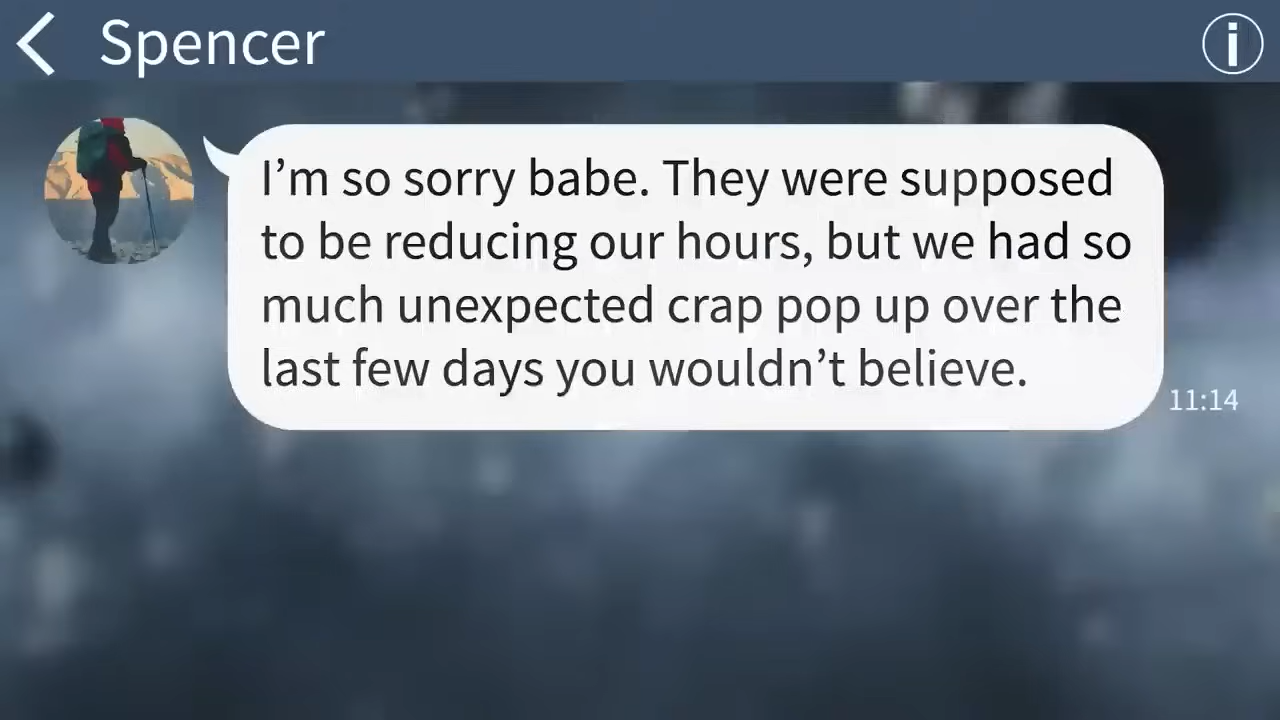 Spencer
I’m so sorry babe. They were supposed
to be reducing our hours, but we had so
much unexpected crap pop up over the
last few days you wouldn’t believe.
11:14